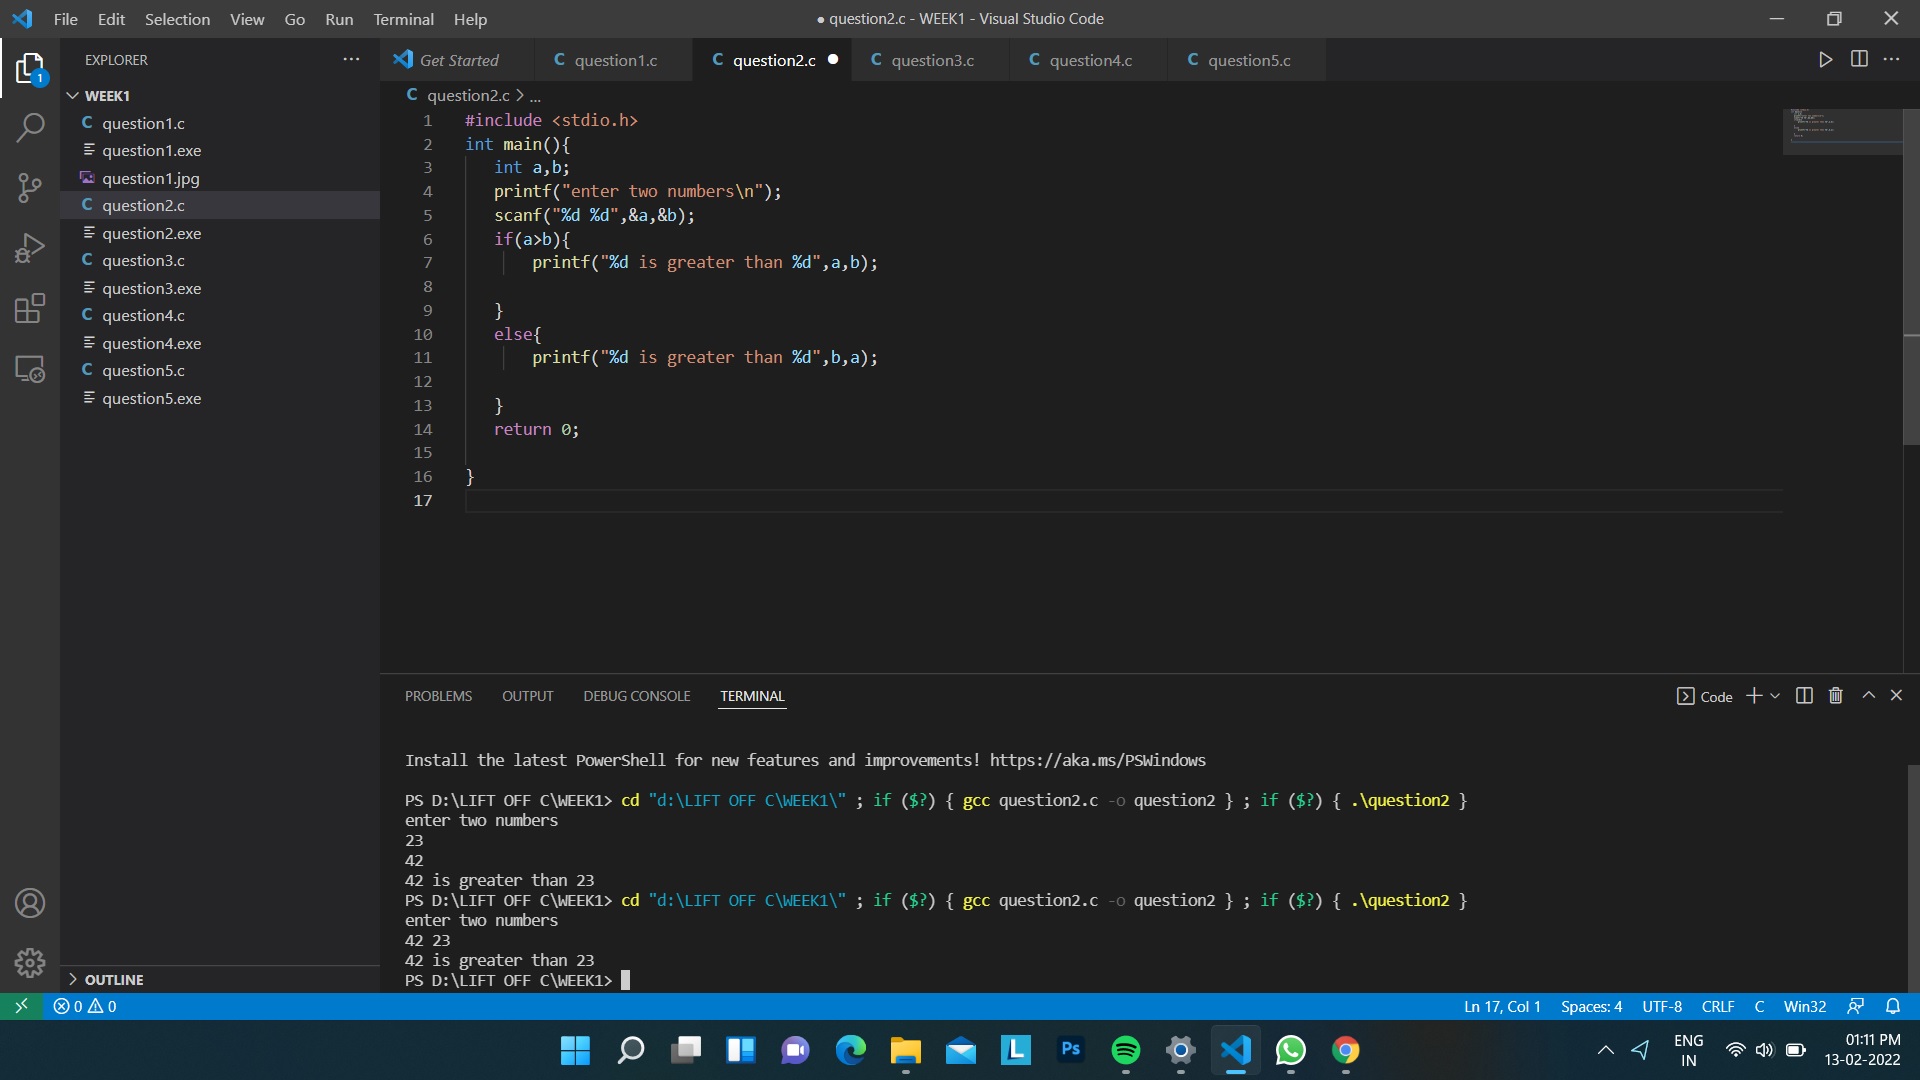 File Edit Selection View Go Run Terminal Help
● question2.c - WEEK1 - Visual Studio Code
EXPLORER
Get Started
C question1.c
C question2.c
C question3.c
C question4.c
C question5.c
WEEK1
C question1.c
question1.exe
question1.jpg
C question2.c
question2.exe
C question3.c
question3.exe
C question4.c
question4.exe
C question5.c
question5.exe
OUTLINE
1
C question2.c > ...
1 #include <stdio.h>
2 int main(){
3 int a,b;
4 printf("enter two numbers\n");
5 scanf("%d %d",&a,&b);
6 if(a>b){
7 printf("%d is greater than %d",a,b);
8
9 }
10 else{
11 printf("%d is greater than %d",b,a);
12
13 }
14 return 0;
15
16 }
17
PROBLEMS OUTPUT DEBUG CONSOLE TERMINAL
Code
Install the latest PowerShell for new features and improvements! https://aka.ms/PSWindows
PS D:\LIFT OFF C\WEEK1> cd "d:\LIFT OFF C\WEEK1\" ; if ($?) { gcc question2.c -o question2 } ; if ($?) { .\question2 }
enter two numbers
23
42
42 is greater than 23
PS D:\LIFT OFF C\WEEK1> cd "d:\LIFT OFF C\WEEK1\" ; if ($?) { gcc question2.c -o question2 } ; if ($?) { .\question2 }
enter two numbers
42 23
42 is greater than 23
PS D:\LIFT OFF C\WEEK1>
0 0
Ln 17, Col 1 Spaces: 4 UTF-8 CRLF C Win32
L
Ps
ENG
IN
01:11 PM
13-02-2022